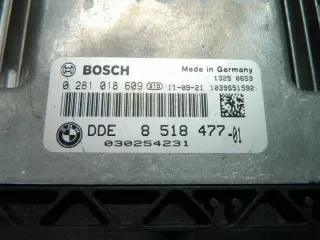 BOSCH Made in Germany
1325 0653
0 281 018 609 910 11-09-21 1039S51592
DDE 8 518 477-01
030254231